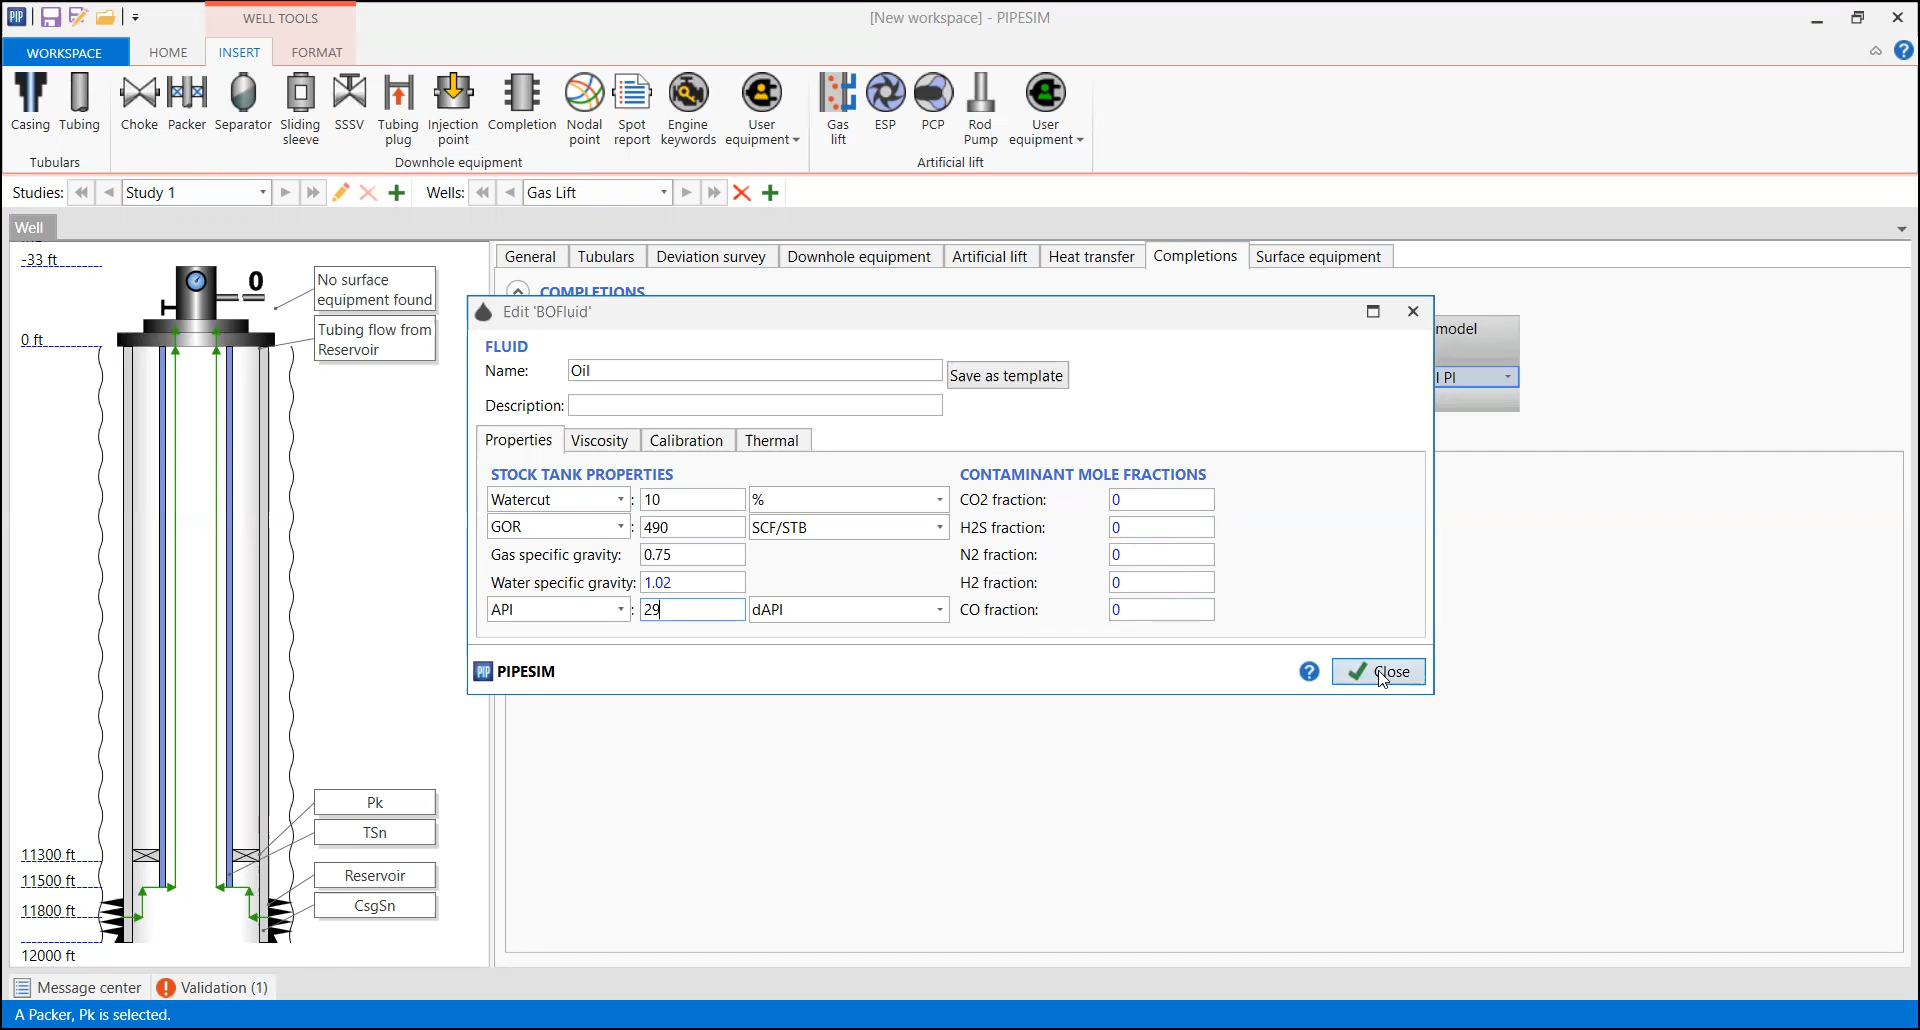 PIP
WELL TOOLS
[New workspace] - PIPESIM
WORKSPACE
HOME
INSERT
FORMAT
Casing
Tubing
Choke
Packer
Separator
Sliding sleeve
SSSV
Tubing plug
Injection point
Completion
Nodal point
Spot report
Engine keywords
User equipment
Gas lift
ESP
PCP
Rod Pump
User equipment
Tubulars
Downhole equipment
Artificial lift
Studies:
Study 1
Wells:
Gas Lift
Well
-33 ft
0
No surface equipment found
0 ft
Tubing flow from Reservoir
Pk
TSn
11300 ft
11500 ft
Reservoir
11800 ft
CsgSn
12000 ft
General
Tubulars
Deviation survey
Downhole equipment
Artificial lift
Heat transfer
Completions
Surface equipment
COMPLETIONS
model
l PI
Edit 'BOFluid'
FLUID
Name:
Oil
Save as template
Description:
Properties
Viscosity
Calibration
Thermal
STOCK TANK PROPERTIES
CONTAMINANT MOLE FRACTIONS
Watercut : 10 %
CO2 fraction: 0
GOR : 490 SCF/STB
H2S fraction: 0
Gas specific gravity: 0.75
N2 fraction: 0
Water specific gravity: 1.02
H2 fraction: 0
API : 29 dAPI
CO fraction: 0
PIP PIPESIM
?
Close
Message center
Validation (1)
A Packer, Pk is selected.